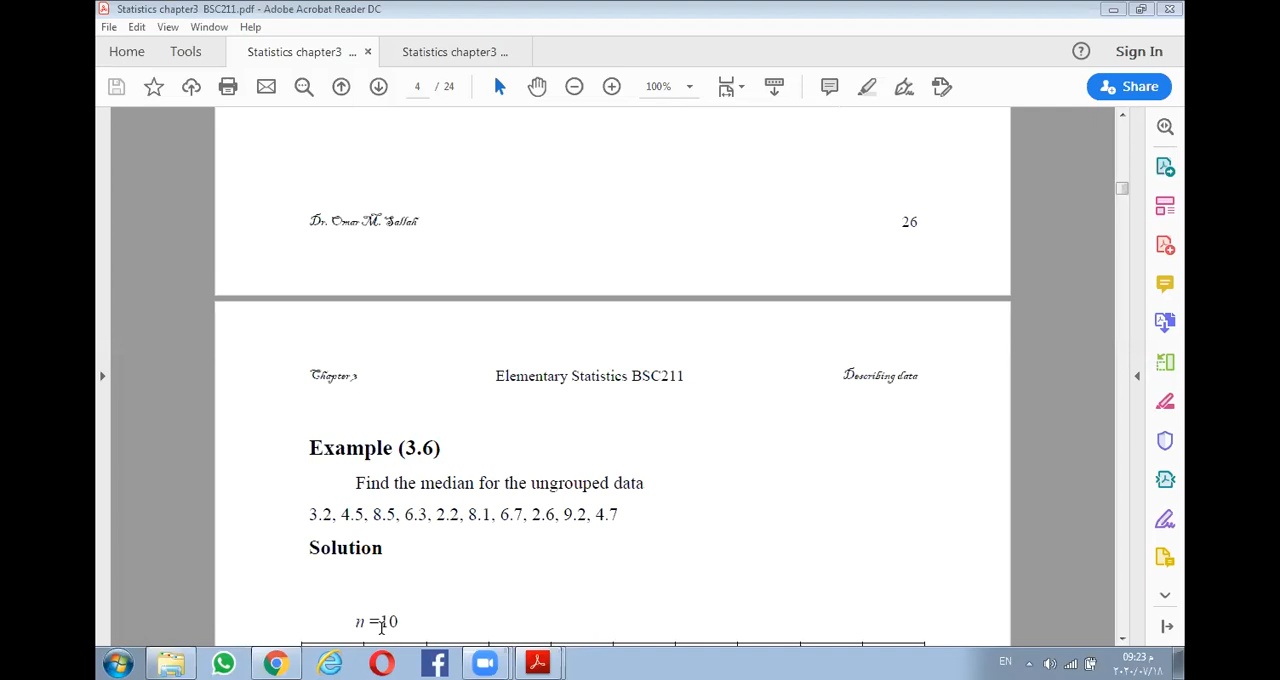 Statistics chapter3 BSC211.pdf - Adobe Acrobat Reader DC
File Edit View Window Help
Home Tools Statistics chapter3 ... × Statistics chapter3 ... ? Sign In
4 / 24 100% Share
Dr. Omar M. Sallah 26
Chapter 3 Elementary Statistics BSC211 Describing data
Example (3.6)
Find the median for the ungrouped data
3.2, 4.5, 8.5, 6.3, 2.2, 8.1, 6.7, 2.6, 9.2, 4.7
Solution
n =10
EN 09:23 م
٢٠٢٠/٠٧/١٨